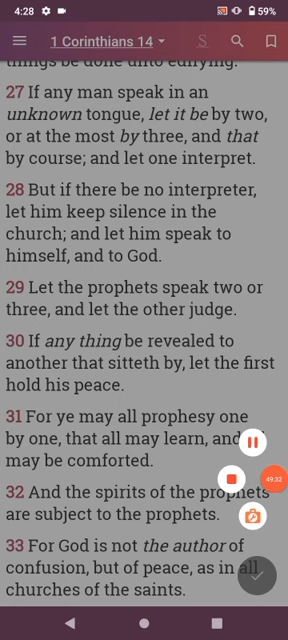 4:28
59%
1 Corinthians 14
S
things be done unto edifying.
27 If any man speak in an
unknown tongue, let it be by two,
or at the most by three, and that
by course; and let one interpret.
28 But if there be no interpreter,
let him keep silence in the
church; and let him speak to
himself, and to God.
29 Let the prophets speak two or
three, and let the other judge.
30 If any thing be revealed to
another that sitteth by, let the first
hold his peace.
31 For ye may all prophesy one
by one, that all may learn, and
may be comforted.
49:32
32 And the spirits of the prophets
are subject to the prophets.
33 For God is not the author of
confusion, but of peace, as in all
churches of the saints.